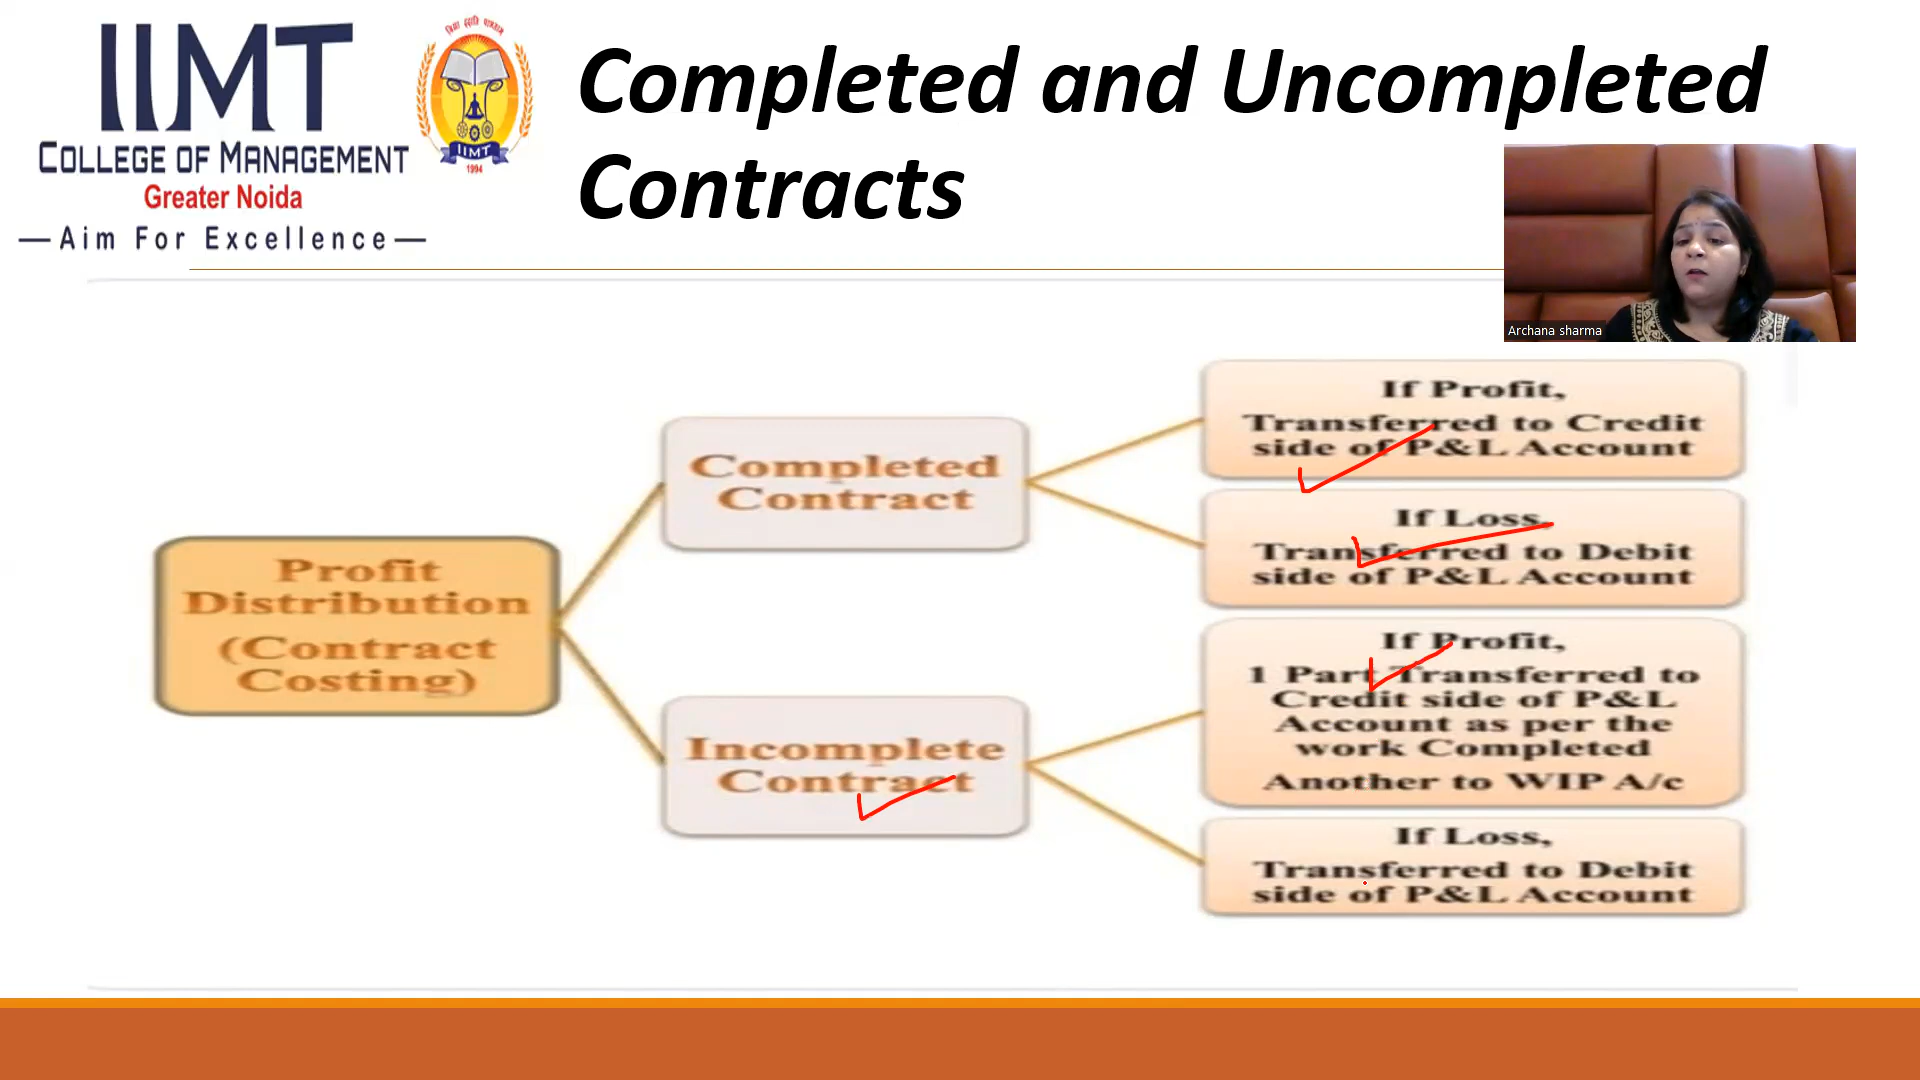 IIMT
COLLEGE OF MANAGEMENT
Greater Noida
—Aim For Excellence—
IIMT
1994
Completed and Uncompleted
Contracts
Archana sharma
Profit
Distribution
(Contract
Costing)
Completed
Contract
If Profit,
Transferred to Credit
side of P&L Account
If Loss,
Transferred to Debit
side of P&L Account
Incomplete
Contract
If Profit,
1 Part Transferred to
Credit side of P&L
Account as per the
work Completed
Another to WIP A/c
If Loss,
Transferred to Debit
side of P&L Account